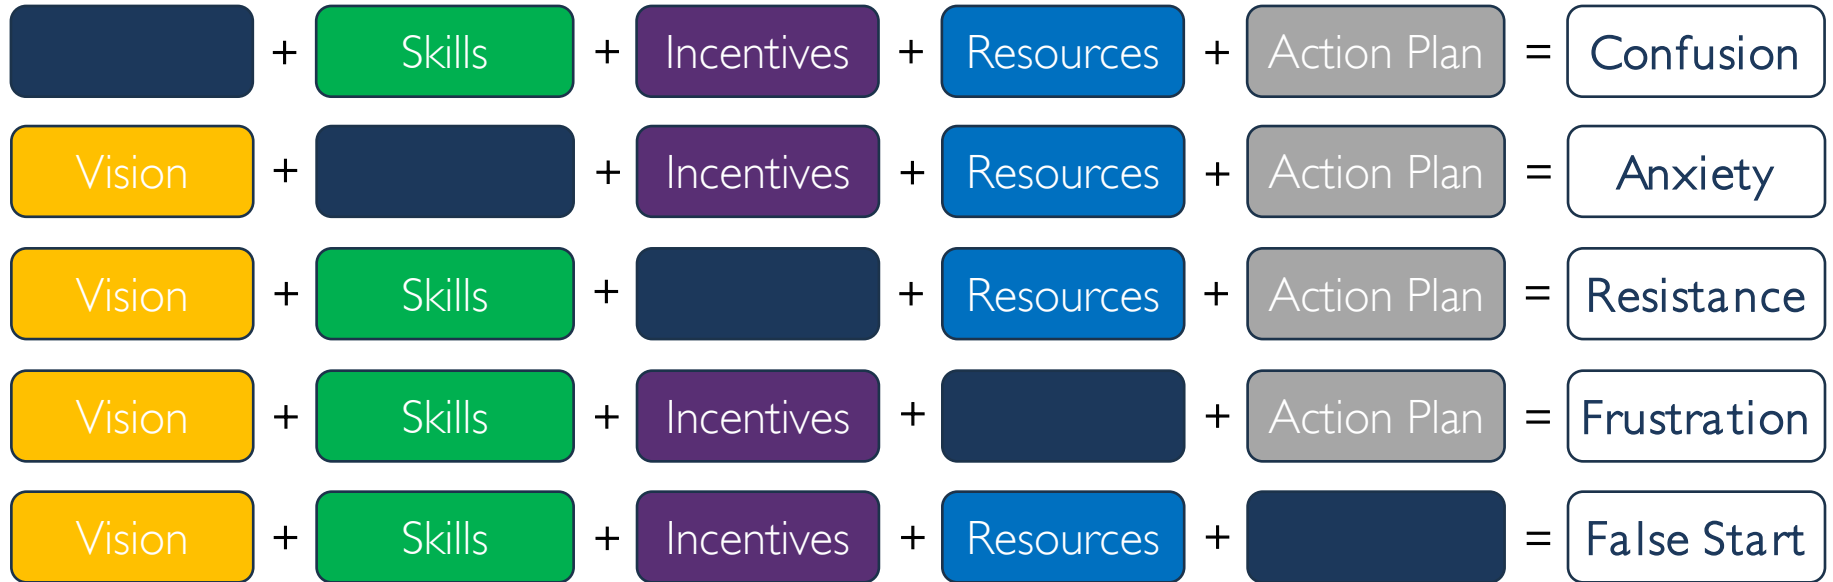 + Skills + Incentives + Resources + Action Plan = Confusion
Vision + + Incentives + Resources + Action Plan = Anxiety
Vision + Skills + + Resources + Action Plan = Resistance
Vision + Skills + Incentives + + Action Plan = Frustration
Vision + Skills + Incentives + Resources + = False Start